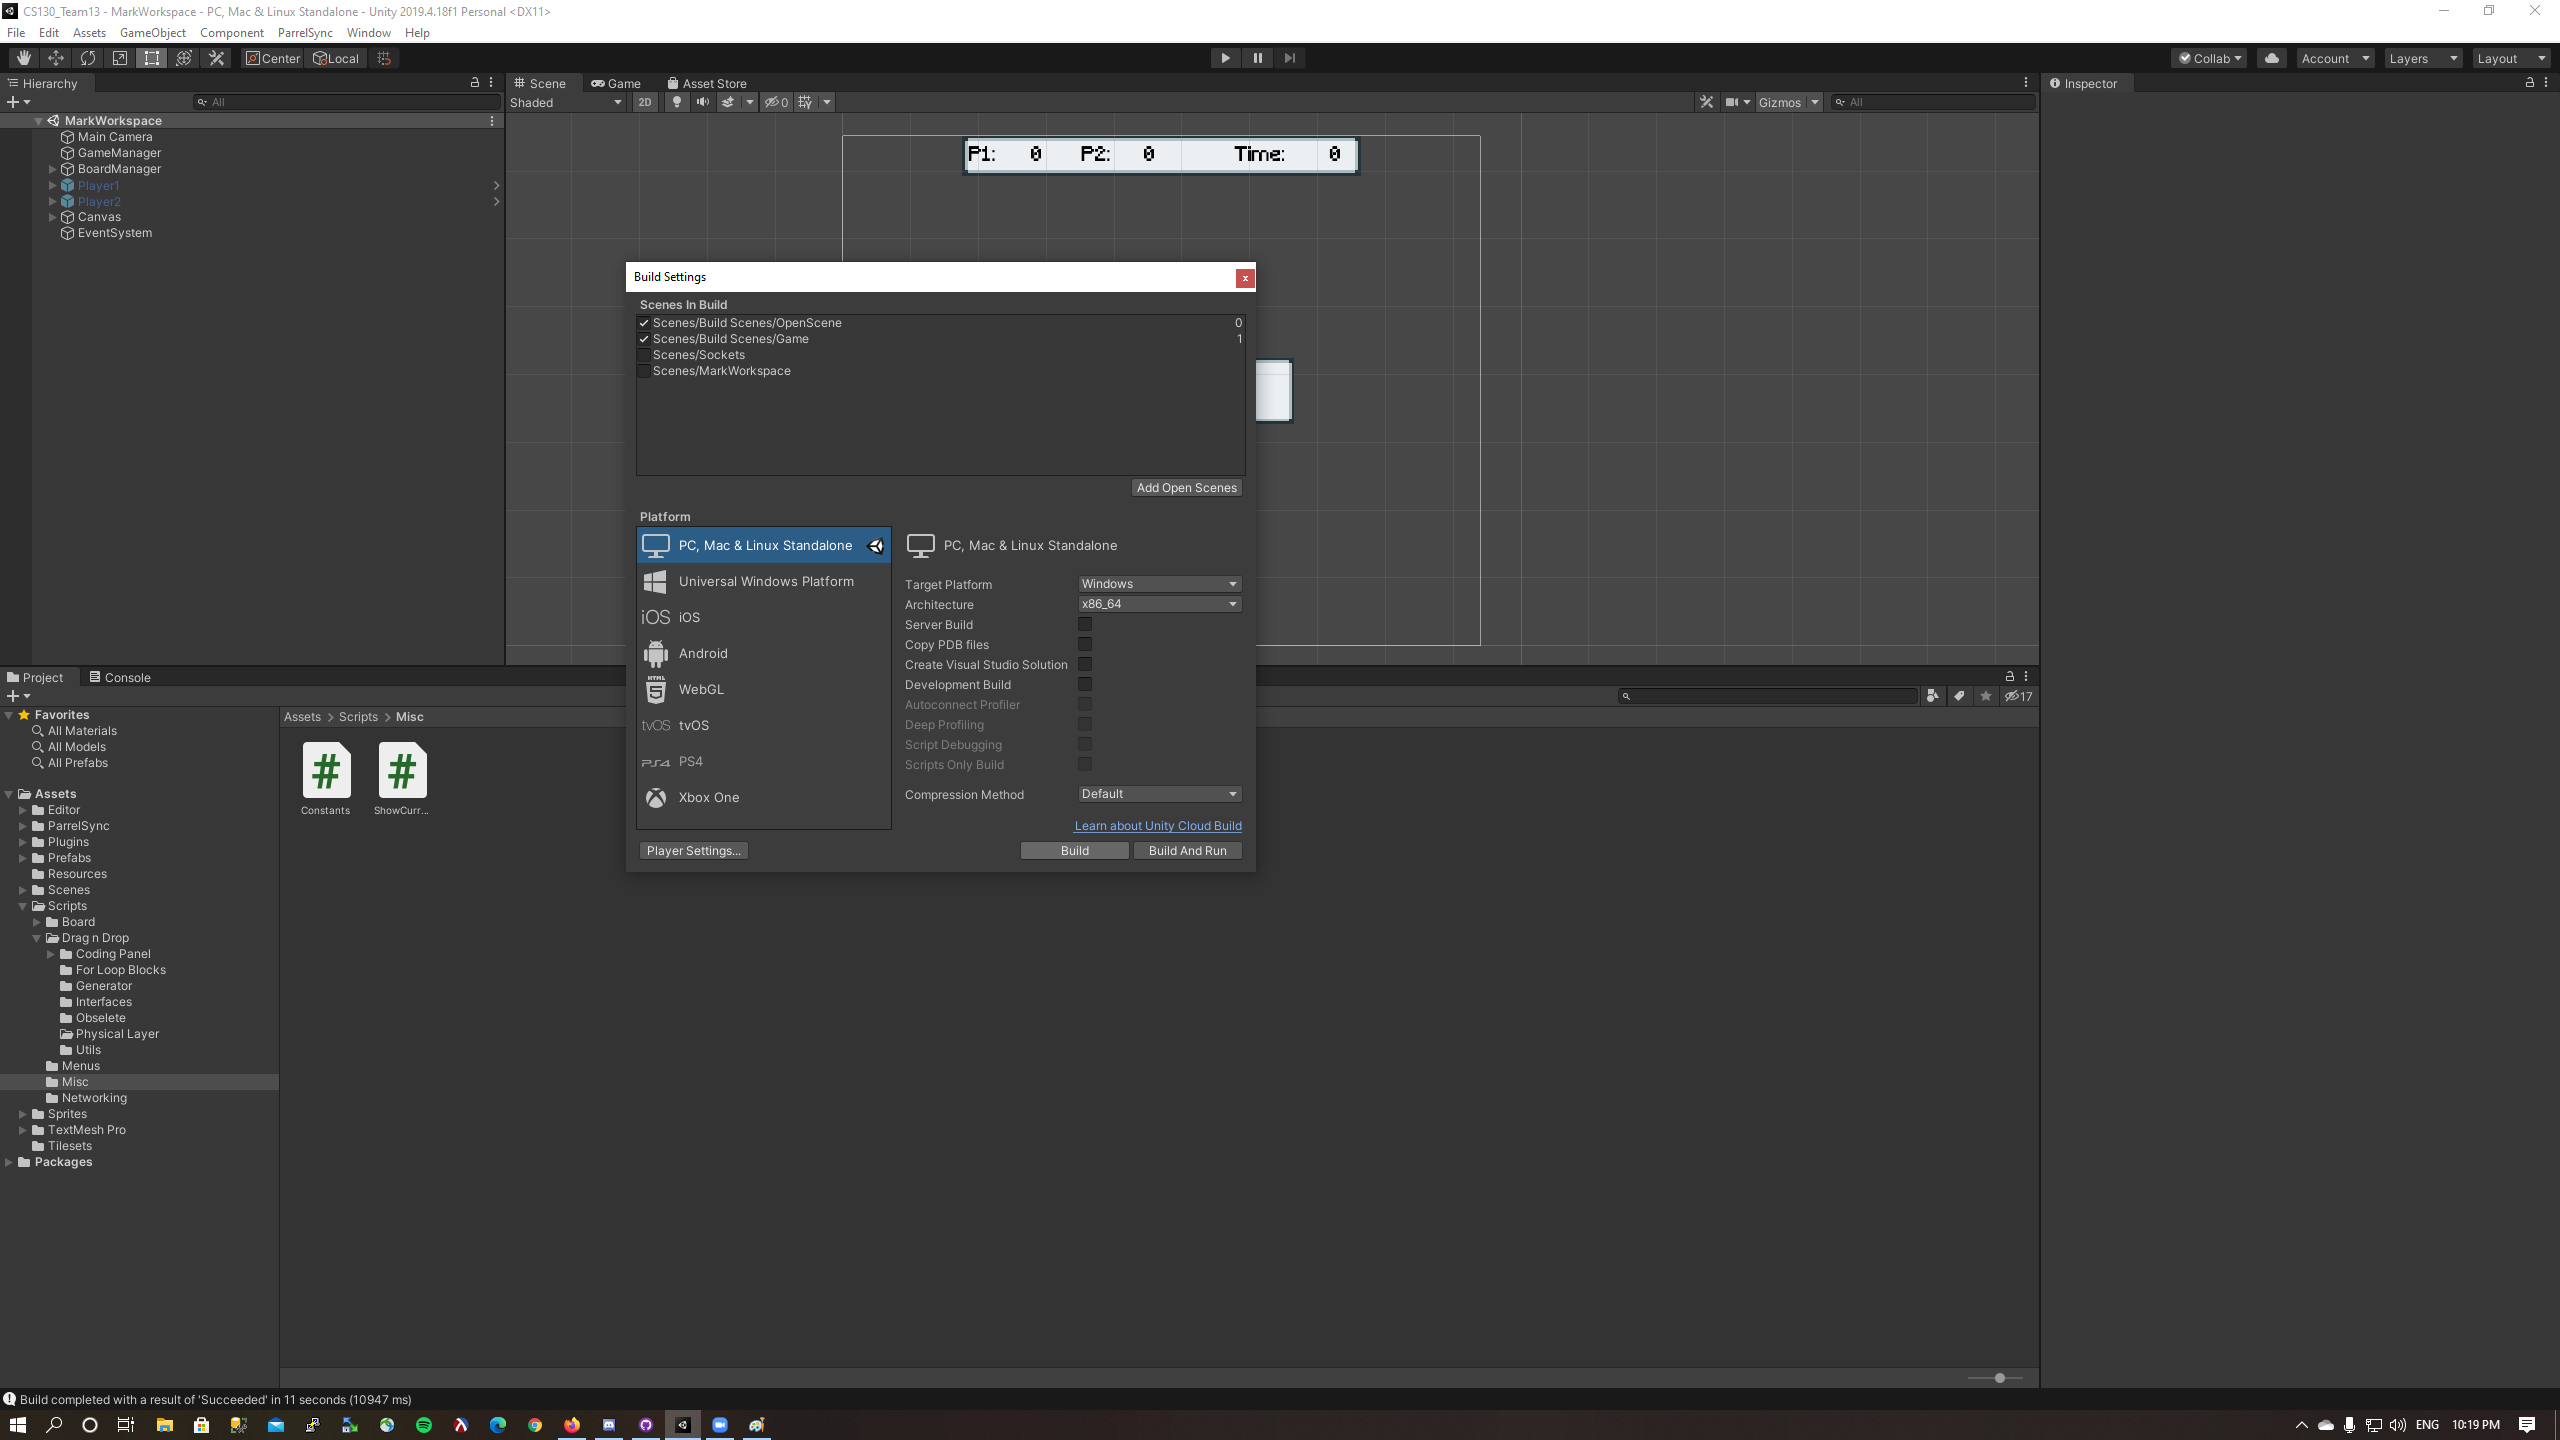 CS130_Team13 - MarkWorkspace - PC, Mac & Linux Standalone - Unity 2019.4.18f1 Personal <DX11>
File Edit Assets GameObject Component ParrelSync Window Help
Center Local
Collab Account Layers Layout
Hierarchy
All
MarkWorkspace
Main Camera
GameManager
BoardManager
Player1
Player2
Canvas
EventSystem
Scene Game Asset Store
Shaded 2D 0 Gizmos All
P1: 0 P2: 0 Time: 0
Inspector
Build Settings
Scenes In Build
Scenes/Build Scenes/OpenScene 0
Scenes/Build Scenes/Game 1
Scenes/Sockets
Scenes/MarkWorkspace
Add Open Scenes
Platform
PC, Mac & Linux Standalone
Universal Windows Platform
iOS iOS
Android
HTML 5 WebGL
tvOS tvOS
PS4 PS4
Xbox One
PC, Mac & Linux Standalone
Target Platform Windows
Architecture x86_64
Server Build
Copy PDB files
Create Visual Studio Solution
Development Build
Autoconnect Profiler
Deep Profiling
Script Debugging
Scripts Only Build
Compression Method Default
Learn about Unity Cloud Build
Player Settings... Build Build And Run
Project Console
17
Favorites
All Materials
All Models
All Prefabs
Assets
Editor
ParrelSync
Plugins
Prefabs
Resources
Scenes
Scripts
Board
Drag n Drop
Coding Panel
For Loop Blocks
Generator
Interfaces
Obselete
Physical Layer
Utils
Menus
Misc
Networking
Sprites
TextMesh Pro
Tilesets
Packages
Assets > Scripts > Misc
# #
Constants ShowCurr...
Build completed with a result of 'Succeeded' in 11 seconds (10947 ms)
ENG 10:19 PM